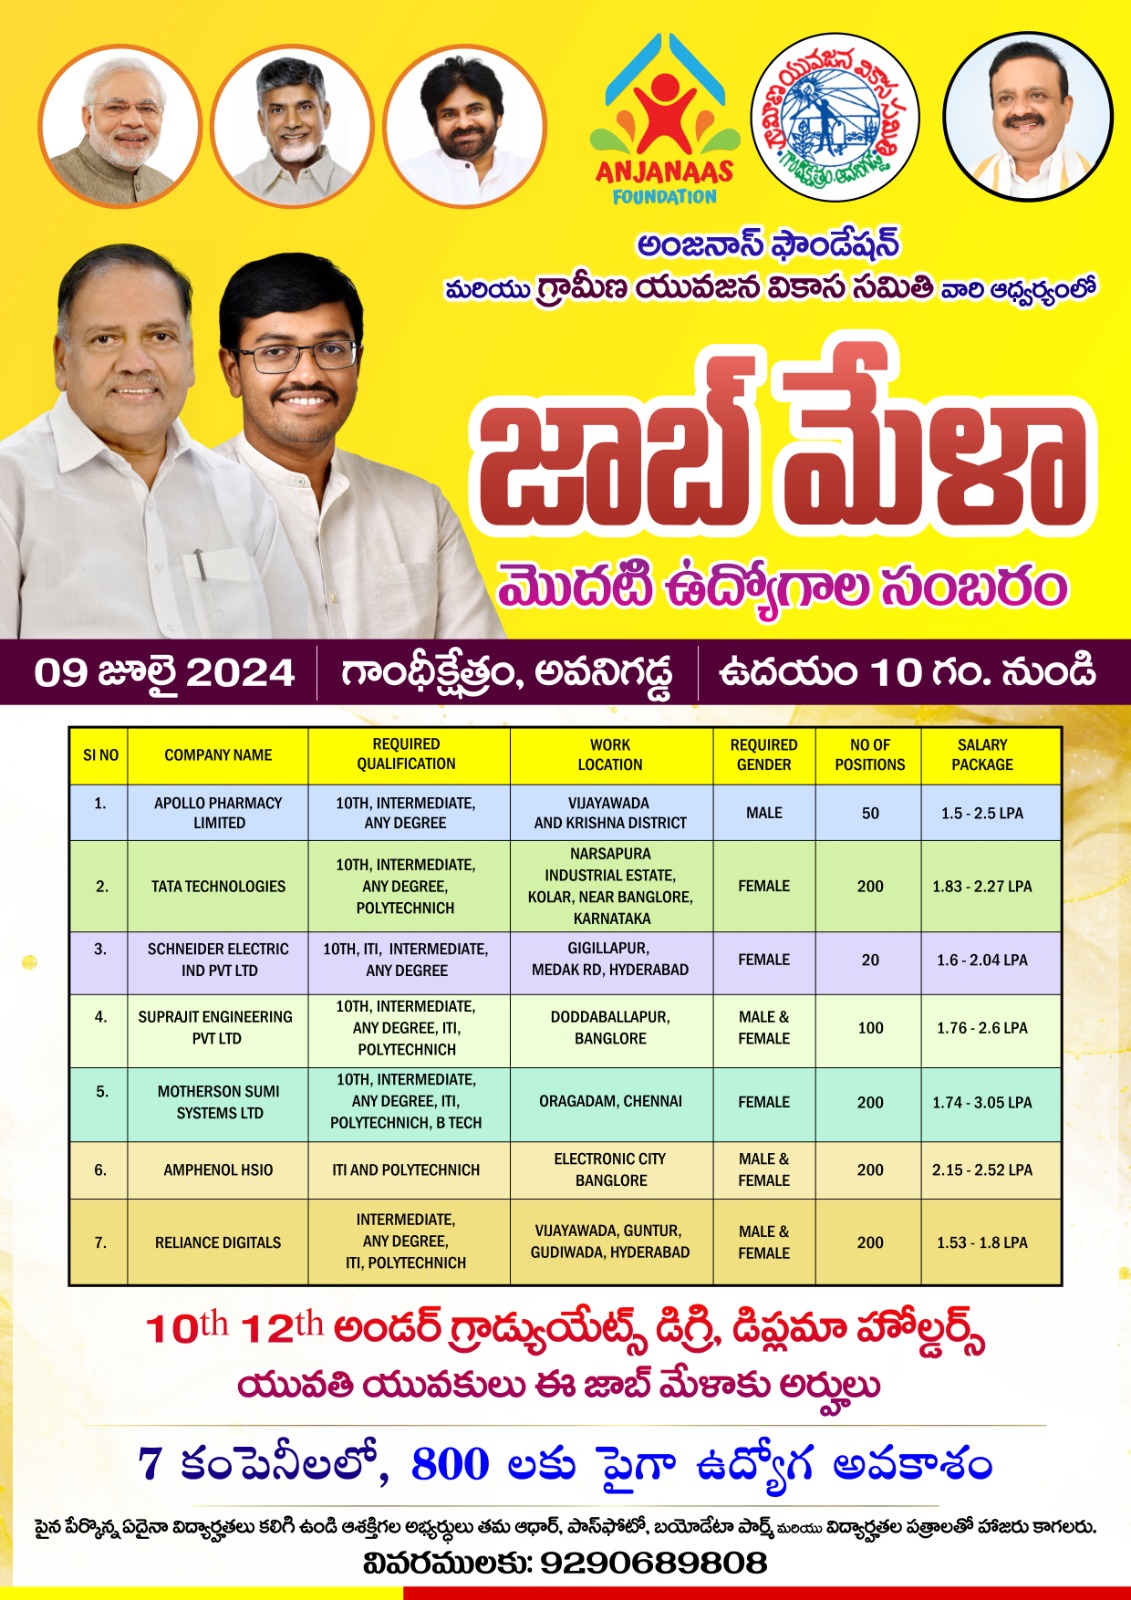 ANJANAAS
FOUNDATION
గ్రామీణ యువజన వికాస సమితి
గాంధీక్షేత్రం, అవనిగడ్డ
అంజనాస్ ఫౌండేషన్
మరియు గ్రామీణ యువజన వికాస సమితి వారి ఆధ్వర్యంలో
జాబ్ మేళా
మొదటి ఉద్యోగాల సంబరం
09 జూలై 2024 | గాంధీక్షేత్రం, అవనిగడ్డ | ఉదయం 10 గం. నుండి
SI NO COMPANY NAME REQUIRED QUALIFICATION WORK LOCATION REQUIRED GENDER NO OF POSITIONS SALARY PACKAGE
1. APOLLO PHARMACY LIMITED 10TH, INTERMEDIATE, ANY DEGREE VIJAYAWADA AND KRISHNA DISTRICT MALE 50 1.5 - 2.5 LPA
2. TATA TECHNOLOGIES 10TH, INTERMEDIATE, ANY DEGREE, POLYTECHNICH NARSAPURA INDUSTRIAL ESTATE, KOLAR, NEAR BANGLORE, KARNATAKA FEMALE 200 1.83 - 2.27 LPA
3. SCHNEIDER ELECTRIC IND PVT LTD 10TH, ITI, INTERMEDIATE, ANY DEGREE GIGILLAPUR, MEDAK RD, HYDERABAD FEMALE 20 1.6 - 2.04 LPA
4. SUPRAJIT ENGINEERING PVT LTD 10TH, INTERMEDIATE, ANY DEGREE, ITI, POLYTECHNICH DODDABALLAPUR, BANGLORE MALE & FEMALE 100 1.76 - 2.6 LPA
5. MOTHERSON SUMI SYSTEMS LTD 10TH, INTERMEDIATE, ANY DEGREE, ITI, POLYTECHNICH, B TECH ORAGADAM, CHENNAI FEMALE 200 1.74 - 3.05 LPA
6. AMPHENOL HSIO ITI AND POLYTECHNICH ELECTRONIC CITY BANGLORE MALE & FEMALE 200 2.15 - 2.52 LPA
7. RELIANCE DIGITALS INTERMEDIATE, ANY DEGREE, ITI, POLYTECHNICH VIJAYAWADA, GUNTUR, GUDIWADA, HYDERABAD MALE & FEMALE 200 1.53 - 1.8 LPA
10th 12th అండర్ గ్రాడ్యుయేట్స్ డిగ్రి, డిప్లమా హోల్డర్స్
యువతి యువకులు ఈ జాబ్ మేళాకు అర్హులు
7 కంపెనీలలో, 800 లకు పైగా ఉద్యోగ అవకాశం
పైన పేర్కొన్న ఏదైనా విద్యార్హతలు కలిగి ఉండి ఆశక్తిగల అభ్యర్ధులు తమ ఆధార్, పాస్‌ఫోటో, బయోడేటా పార్మ్ మరియు విద్యార్హతల పత్రాలతో హాజరు కాగలరు.
వివరములకు: 9290689808